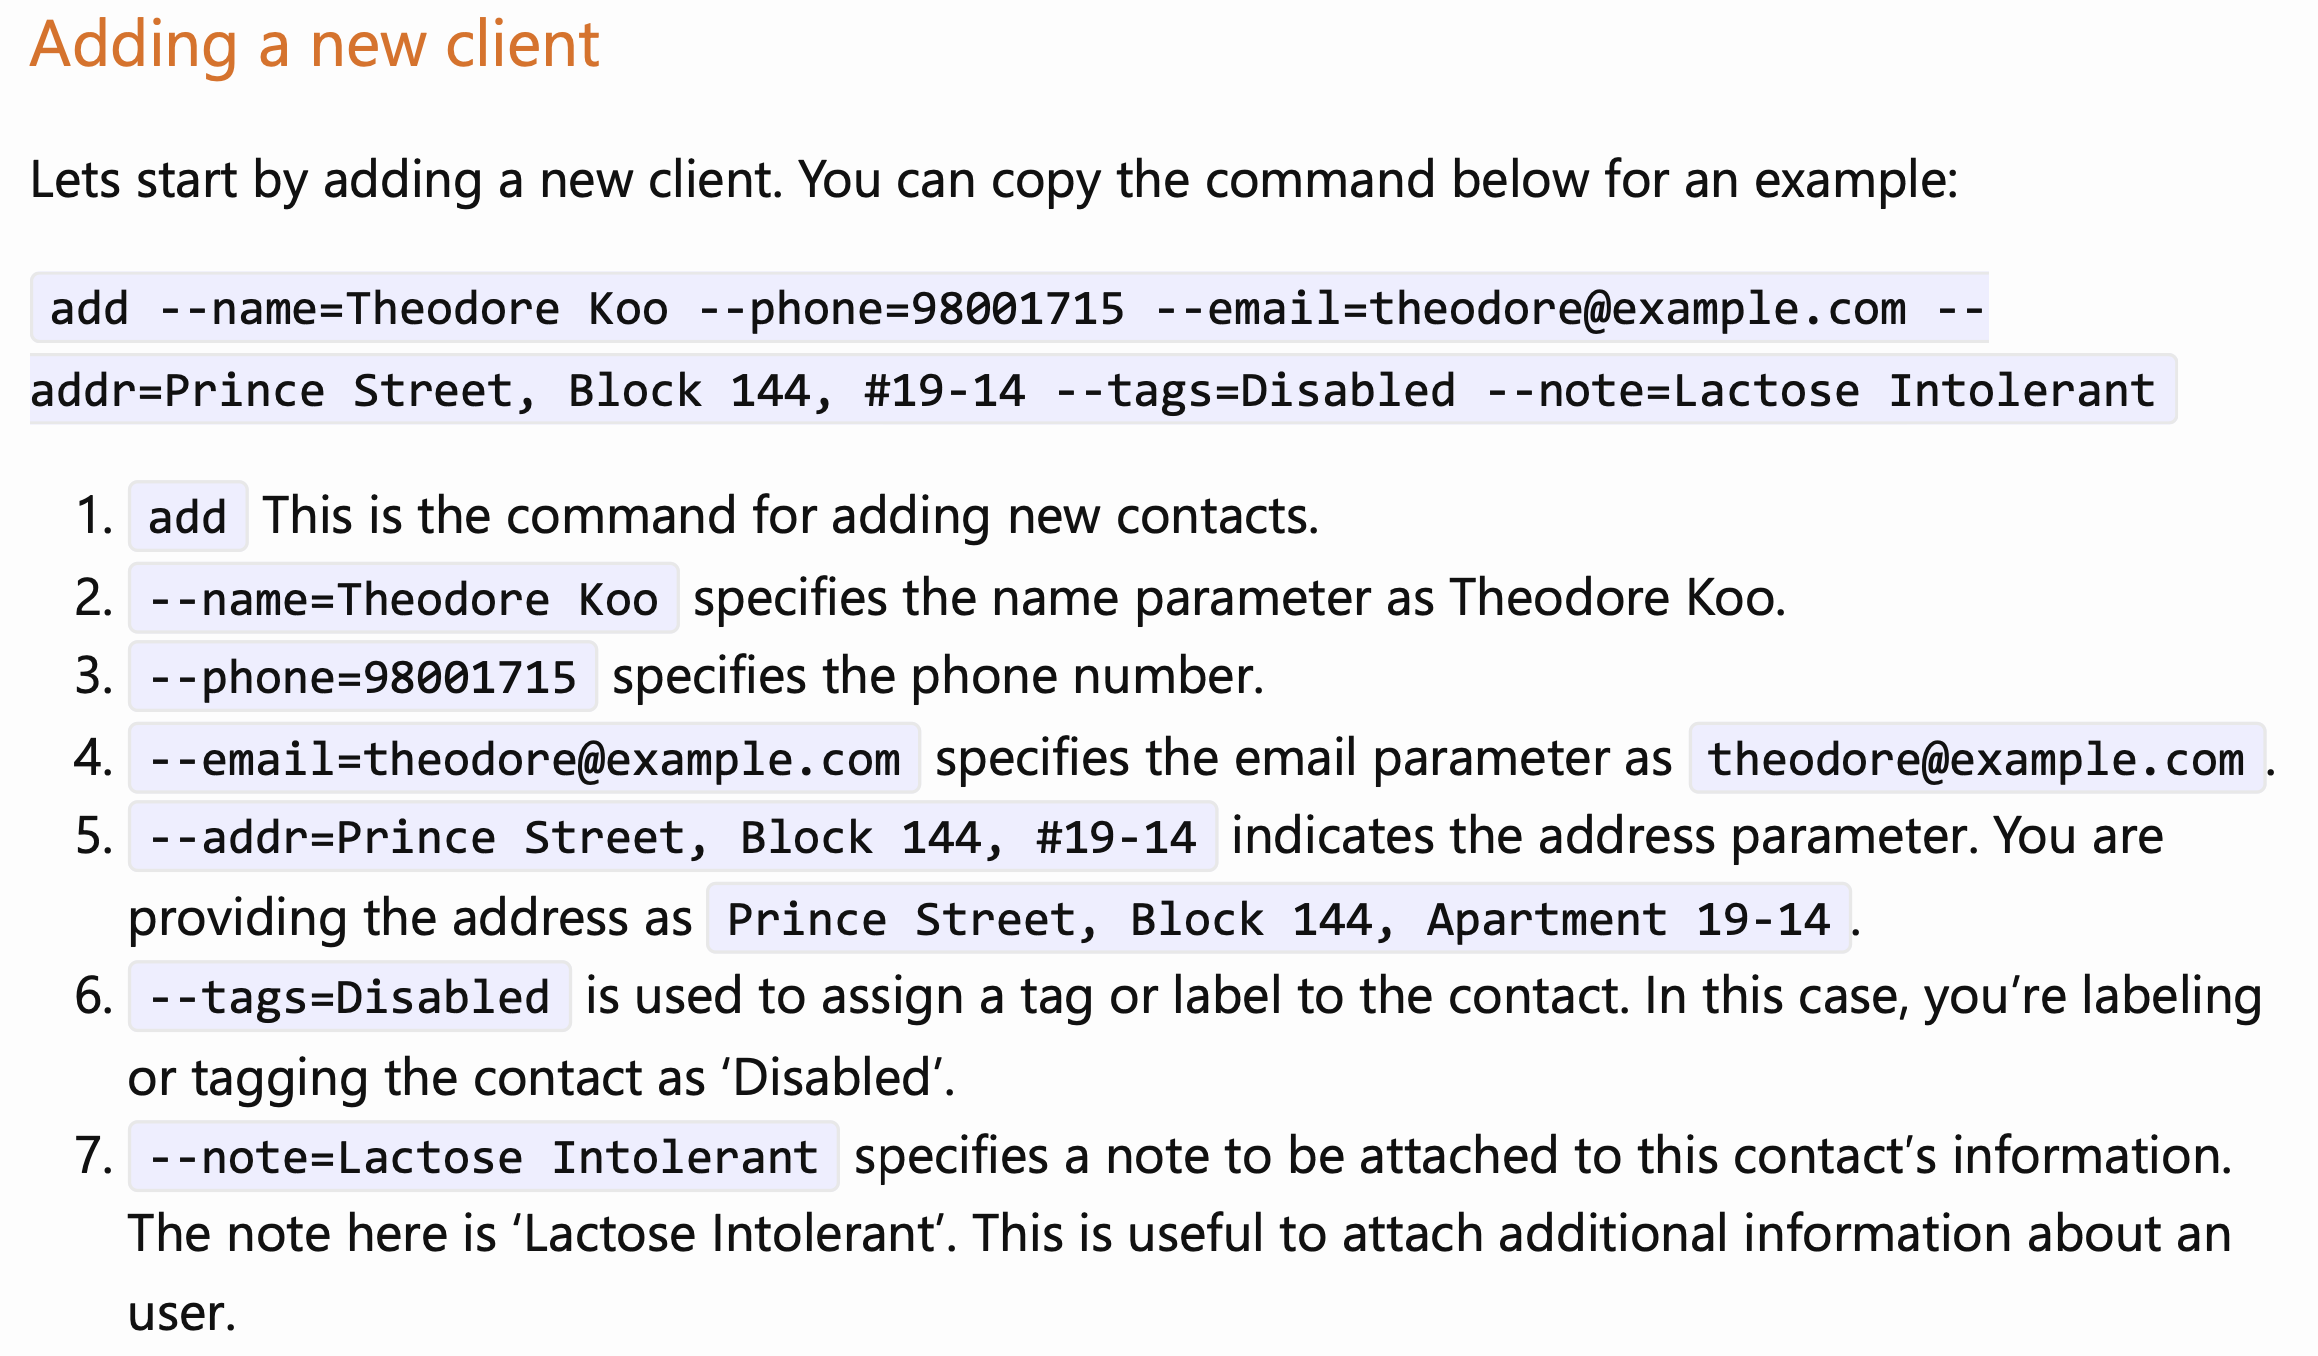 Adding a new client
Lets start by adding a new client. You can copy the command below for an example:
add --name=Theodore Koo --phone=98001715 --email=theodore@example.com --
addr=Prince Street, Block 144, #19-14 --tags=Disabled --note=Lactose Intolerant
1. add This is the command for adding new contacts.
2. --name=Theodore Koo specifies the name parameter as Theodore Koo.
3. --phone=98001715 specifies the phone number.
4. --email=theodore@example.com specifies the email parameter as theodore@example.com.
5. --addr=Prince Street, Block 144, #19-14 indicates the address parameter. You are
providing the address as Prince Street, Block 144, Apartment 19-14.
6. --tags=Disabled is used to assign a tag or label to the contact. In this case, you’re labeling
or tagging the contact as ‘Disabled’.
7. --note=Lactose Intolerant specifies a note to be attached to this contact’s information.
The note here is ‘Lactose Intolerant’. This is useful to attach additional information about an
user.